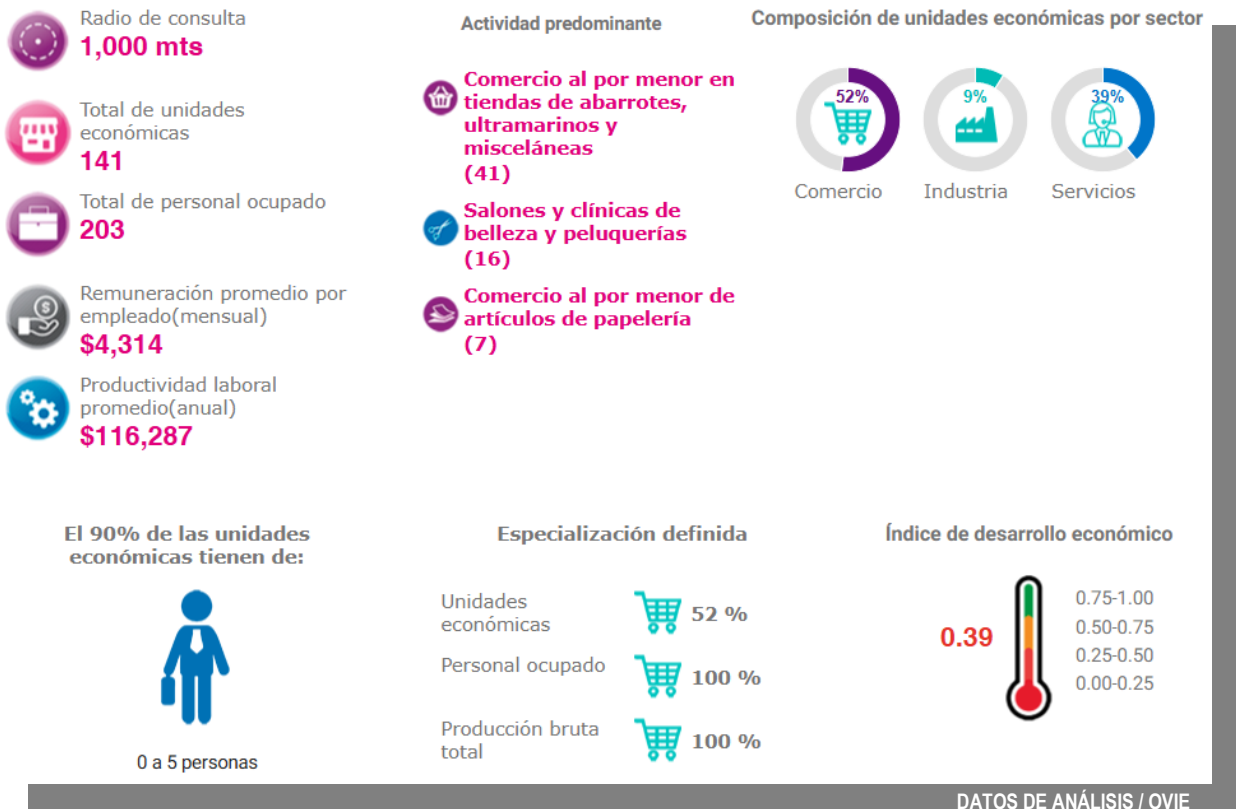 Radio de consulta
1,000 mts
Total de unidades
económicas
141
Total de personal ocupado
203
Remuneración promedio por
empleado(mensual)
$4,314
Productividad laboral
promedio(anual)
$116,287
Actividad predominante
Comercio al por menor en
tiendas de abarrotes,
ultramarinos y
misceláneas
(41)
Salones y clínicas de
belleza y peluquerías
(16)
Comercio al por menor de
artículos de papelería
(7)
Composición de unidades económicas por sector
52%
9%
39%
Comercio
Industria
Servicios
El 90% de las unidades
económicas tienen de:
0 a 5 personas
Especialización definida
Unidades
económicas
52 %
Personal ocupado
100 %
Producción bruta
total
100 %
Índice de desarrollo económico
0.39
0.75-1.00
0.50-0.75
0.25-0.50
0.00-0.25
DATOS DE ANÁLISIS / OVIE